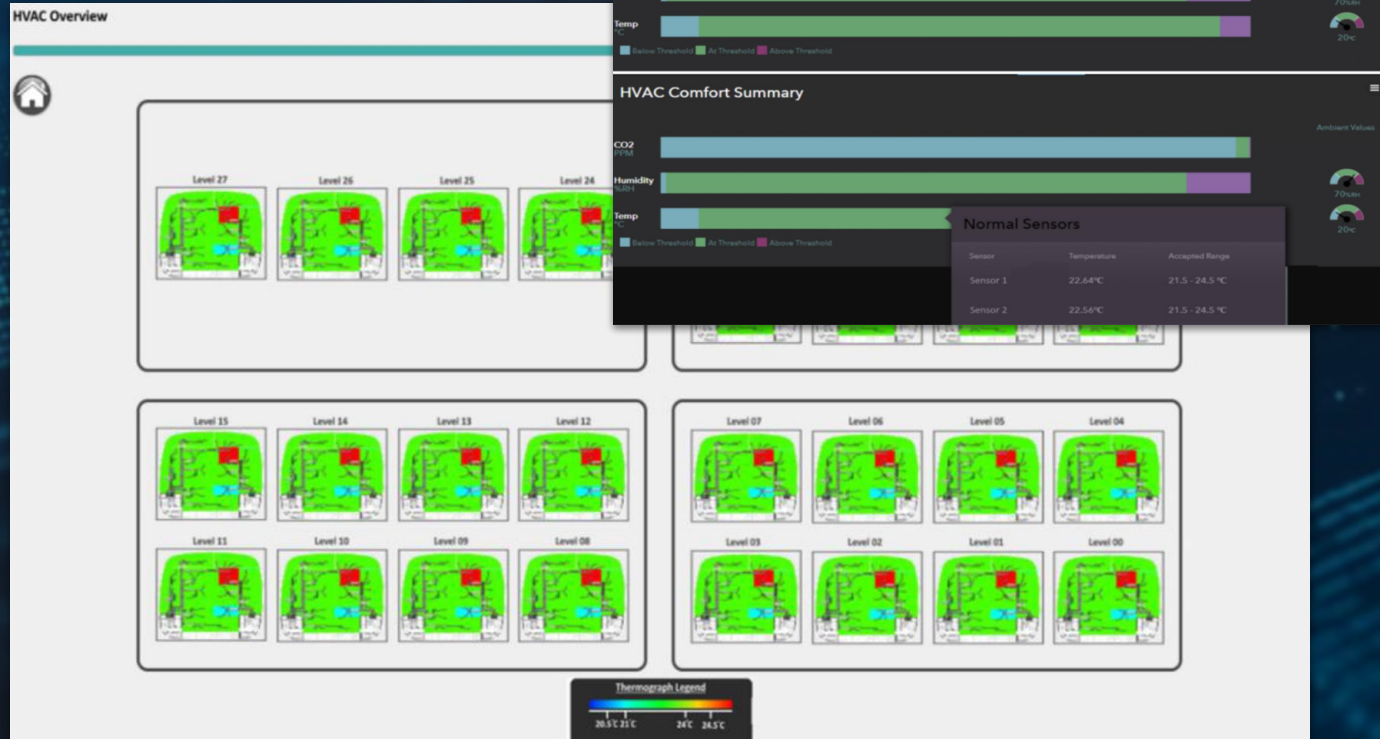 HVAC Overview
70%RH
Temp
°C
20°c
Below Threshold At Threshold Above Threshold
HVAC Comfort Summary
Ambient Values
CO2
PPM
Humidity
%RH
70%RH
Temp
°C
20°c
Below Threshold At Threshold Above Threshold
Normal Sensors
Sensor Temperature Accepted Range
Sensor 1 22.64°C 21.5 - 24.5 °C
Sensor 2 22.56°C 21.5 - 24.5 °C
Level 27 Level 26 Level 25 Level 24
Level 15 Level 14 Level 13 Level 12
Level 11 Level 10 Level 09 Level 08
Level 07 Level 06 Level 05 Level 04
Level 03 Level 02 Level 01 Level 00
Thermograph Legend
20.5°C 21°C 24°C 24.5°C